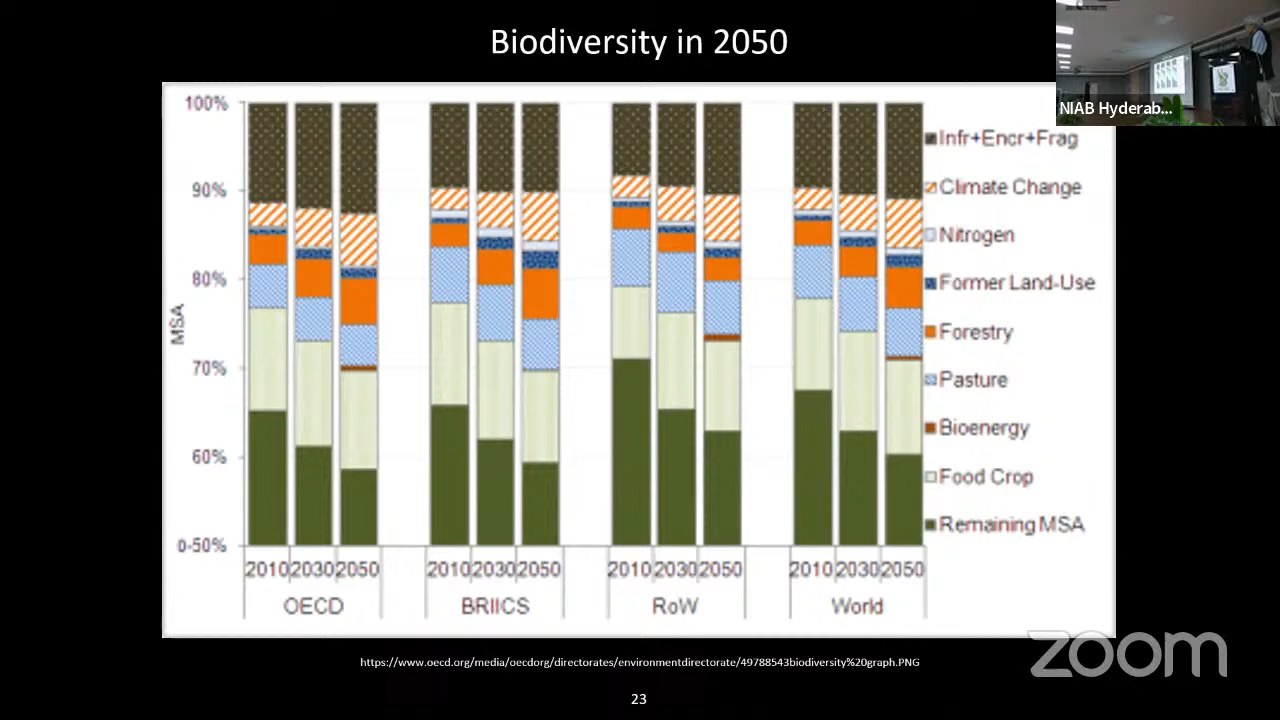 Biodiversity in 2050
NIAB Hyderab...
100%
90%
80%
70%
60%
0-50%
MSA
Infr+Encr+Frag
Climate Change
Nitrogen
Former Land-Use
Forestry
Pasture
Bioenergy
Food Crop
Remaining MSA
2010 2030 2050 2010 2030 2050 2010 2030 2050 2010 2030 2050
OECD BRIICS RoW World
https://www.oecd.org/media/oecdorg/directorates/environmentdirectorate/49788543biodiversity%20graph.PNG
zoom
23